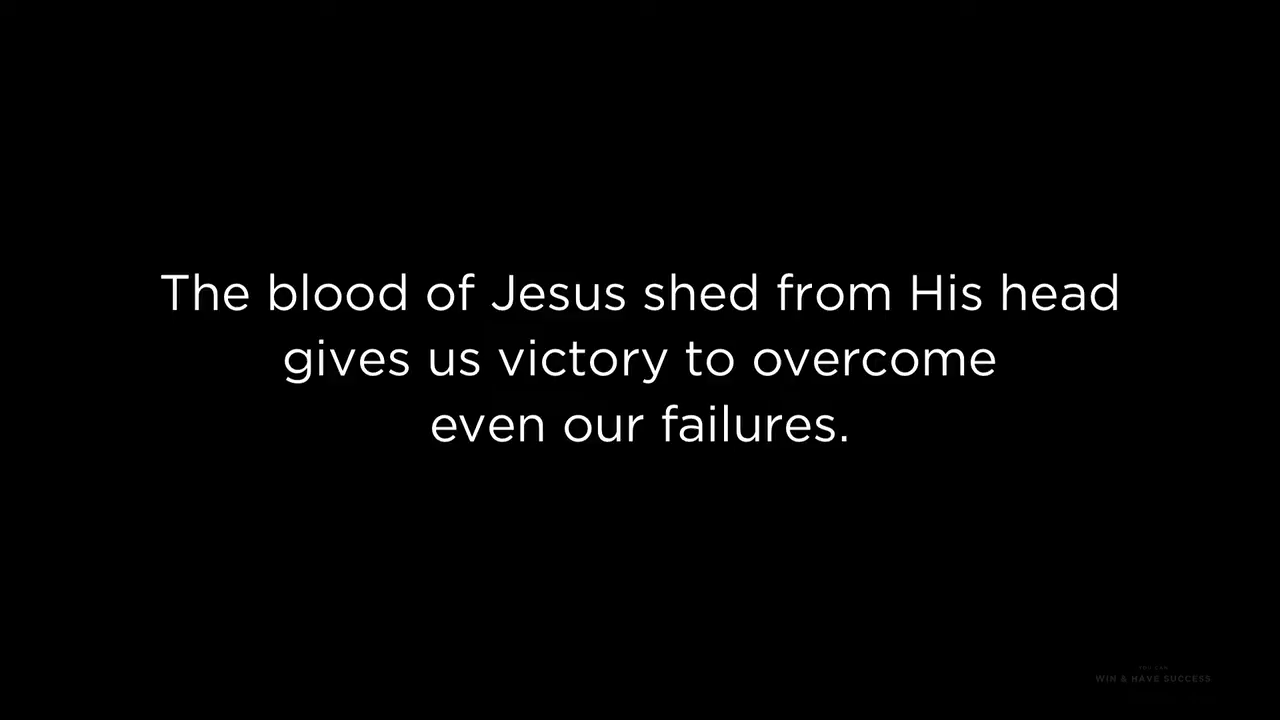 The blood of Jesus shed from His head
gives us victory to overcome
even our failures.
WIN & HAVE SUCCESS